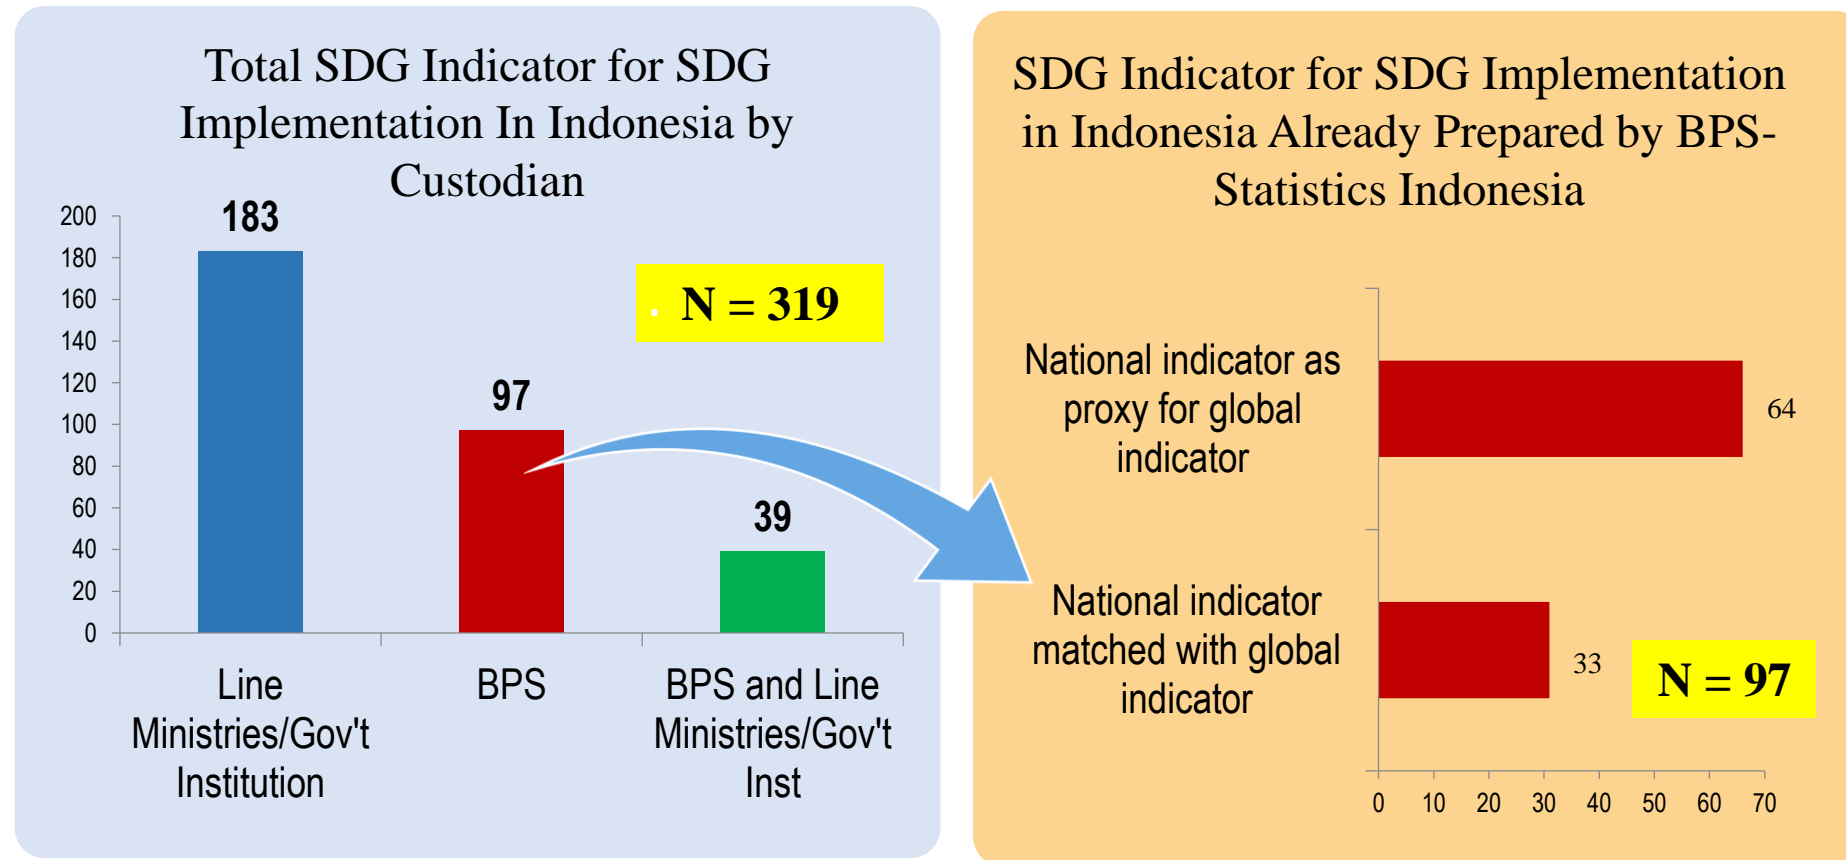 Total SDG Indicator for SDG
Implementation In Indonesia by
Custodian
200
180
160
140
120
100
80
60
40
20
0
183
97
39
. N = 319
Line
Ministries/Gov't
Institution
BPS
BPS and Line
Ministries/Gov't
Inst
SDG Indicator for SDG Implementation
in Indonesia Already Prepared by BPS-
Statistics Indonesia
National indicator as
proxy for global
indicator
64
National indicator
matched with global
indicator
33
N = 97
0 10 20 30 40 50 60 70